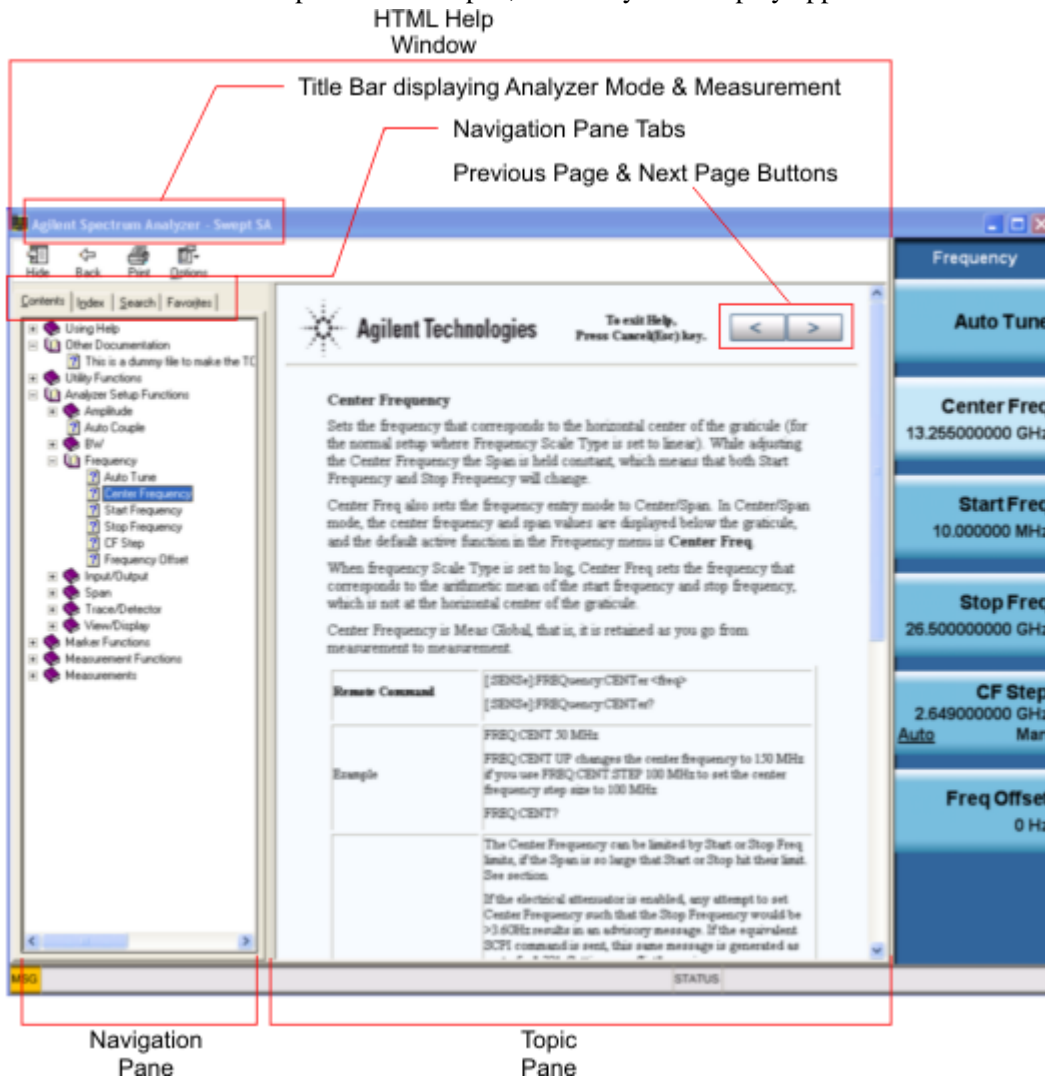 HTML Help
Window
Title Bar displaying Analyzer Mode & Measurement
Navigation Pane Tabs
Previous Page & Next Page Buttons
Agilent Spectrum Analyzer - Swept SA
Hide Back Print Options
Contents Index Search Favorites
Using Help
Other Documentation
This is a dummy file to make the TC
Utility Functions
Analyzer Setup Functions
Amplitude
Auto Couple
BW
Frequency
Auto Tune
Center Frequency
Start Frequency
Stop Frequency
CF Step
Frequency Offset
Input/Output
Span
Trace/Detector
View/Display
Marker Functions
Measurement Functions
Measurements
Agilent Technologies
To exit Help,
Press Cancel(Esc) key.
< >
Center Frequency
Sets the frequency that corresponds to the horizontal center of the graticule (for
the normal setup where Frequency Scale Type is set to linear). While adjusting
the Center Frequency the Span is held constant, which means that both Start
Frequency and Stop Frequency will change.
Center Freq also sets the frequency entry mode to Center/Span. In Center/Span
mode, the center frequency and span values are displayed below the graticule,
and the default active function in the Frequency menu is Center Freq.
When frequency Scale Type is set to log, Center Freq sets the frequency that
corresponds to the arithmetic mean of the start frequency and stop frequency,
which is not at the horizontal center of the graticule.
Center Frequency is Meas Global, that is, it is retained as you go from
measurement to measurement.
Remote Command
[:SENSe]:FREQuency:CENTer <freq>
[:SENSe]:FREQuency:CENTer?
Example
FREQ:CENT 50 MHz
FREQ:CENT UP changes the center frequency to 150 MHz
if you use FREQ:CENT:STEP 100 MHz to set the center
frequency step size to 100 MHz
FREQ:CENT?
The Center Frequency can be limited by Start or Stop Freq
limits, if the Span is so large that Start or Stop hit their limit.
See section
If the electrical attenuator is enabled, any attempt to set
Center Frequency such that the Stop Frequency would be
>3.6GHz results in an advisory message. If the equivalent
SCPI command is sent, this same message is generated as
Frequency
Auto Tune
Center Freq
13.255000000 GHz
Start Freq
10.000000 MHz
Stop Freq
26.500000000 GHz
CF Step
2.649000000 GHz
Auto Man
Freq Offset
0 Hz
MSG STATUS
Navigation
Pane
Topic
Pane